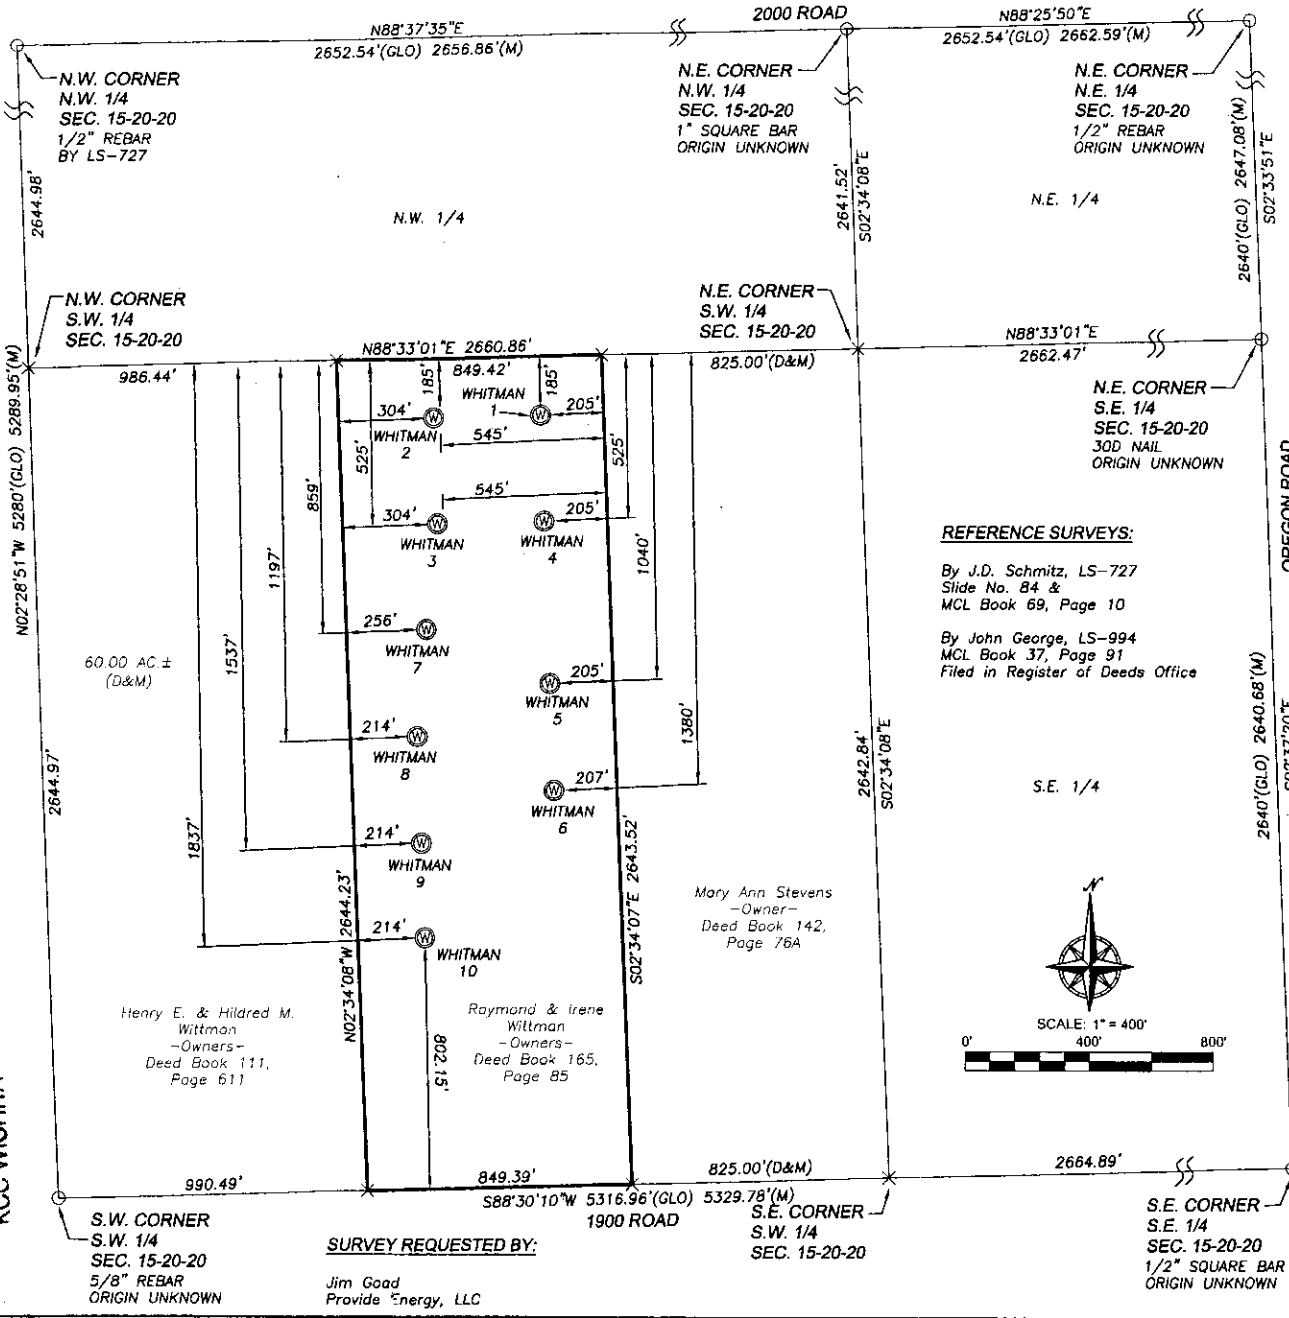 2000 ROAD
N88°37'35"E
2652.54'(GLO) 2656.86'(M)
N88°25'50"E
2652.54'(GLO) 2662.59'(M)
N.W. CORNER
N.W. 1/4
SEC. 15-20-20
1/2" REBAR
BY LS-727
N.E. CORNER
N.W. 1/4
SEC. 15-20-20
1" SQUARE BAR
ORIGIN UNKNOWN
N.E. CORNER
N.E. 1/4
SEC. 15-20-20
1/2" REBAR
ORIGIN UNKNOWN
2644.98'
N.W. 1/4
2641.52'
S02°34'08"E
N.E. 1/4
2640'(GLO) 2647.08'(M)
S02°33'51"E
N.W. CORNER
S.W. 1/4
SEC. 15-20-20
N.E. CORNER
S.W. 1/4
SEC. 15-20-20
N88°33'01"E 2660.86'
N88°33'01"E
2662.47'
986.44'
849.42'
825.00'(D&M)
N.E. CORNER
S.E. 1/4
SEC. 15-20-20
30D NAIL
ORIGIN UNKNOWN
N02°28'51"W 5280'(GLO) 5289.95'(M)
185'
185'
WHITMAN
1
304'
W
W
205'
WHITMAN
2
545'
525'
525'
545'
304'
W
W
205'
WHITMAN
3
WHITMAN
4
859'
1040'
1197'
256'
W
WHITMAN
7
1537'
205'
W
WHITMAN
5
60.00 AC.±
(D&M)
214'
W
WHITMAN
8
1380'
207'
W
WHITMAN
6
2644.97'
1837'
214'
W
WHITMAN
9
214'
W
WHITMAN
10
N02°34'08"W 2644.23'
S02°34'07"E 2643.52'
802.15'
2642.84'
S02°34'08"E
REFERENCE SURVEYS:
By J.D. Schmitz, LS-727
Slide No. 84 &
MCL Book 69, Page 10
By John George, LS-994
MCL Book 37, Page 91
Filed in Register of Deeds Office
OREGON ROAD
2640'(GLO) 2640.68'(M)
S.E. 1/4
Mary Ann Stevens
-Owner-
Deed Book 142,
Page 76A
Henry E. & Hildred M.
Wittman
-Owners-
Deed Book 111,
Page 611
Raymond & Irene
Wittman
-Owners-
Deed Book 165,
Page 85
N
SCALE: 1" = 400'
0' 400' 800'
KCC WICHITA
990.49'
849.39'
825.00'(D&M)
2664.89'
S88°30'10"W 5316.96'(GLO) 5329.78'(M)
1900 ROAD
S.W. CORNER
S.W. 1/4
SEC. 15-20-20
5/8" REBAR
ORIGIN UNKNOWN
S.E. CORNER
S.W. 1/4
SEC. 15-20-20
S.E. CORNER
S.E. 1/4
SEC. 15-20-20
1/2" SQUARE BAR
ORIGIN UNKNOWN
SURVEY REQUESTED BY:
Jim Goad
Provide Energy, LLC